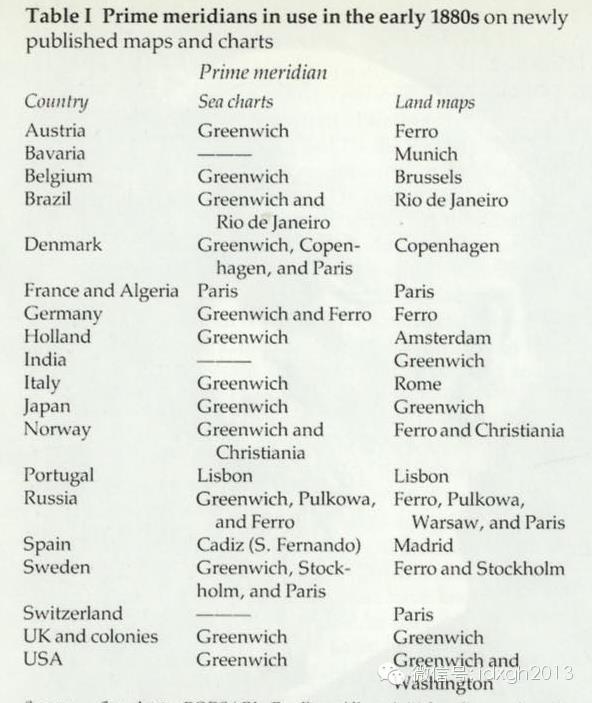 Table I Prime meridians in use in the early 1880s on newly
published maps and charts
Prime meridian
Country Sea charts Land maps
Austria Greenwich Ferro
Bavaria ——— Munich
Belgium Greenwich Brussels
Brazil Greenwich and Rio de Janeiro
Rio de Janeiro
Denmark Greenwich, Copen- Copenhagen
hagen, and Paris
France and Algeria Paris Paris
Germany Greenwich and Ferro Ferro
Holland Greenwich Amsterdam
India ——— Greenwich
Italy Greenwich Rome
Japan Greenwich Greenwich
Norway Greenwich and Ferro and Christiania
Christiania
Portugal Lisbon Lisbon
Russia Greenwich, Pulkowa, Ferro, Pulkowa,
and Ferro Warsaw, and Paris
Spain Cadiz (S. Fernando) Madrid
Sweden Greenwich, Stock- Ferro and Stockholm
holm, and Paris
Switzerland ——— Paris
UK and colonies Greenwich Greenwich
USA Greenwich Greenwich and
Washington
微信号: jdxgh2013